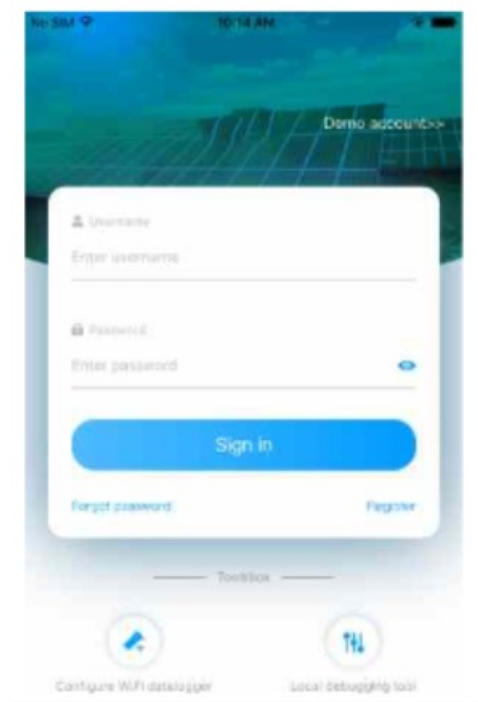 No SIM 10:14 AM
Demo account>>
Username
Enter username
Password
Enter password
Sign in
Forgot password Register
Toolbox
Configure WiFi datalogger Local debugging tool